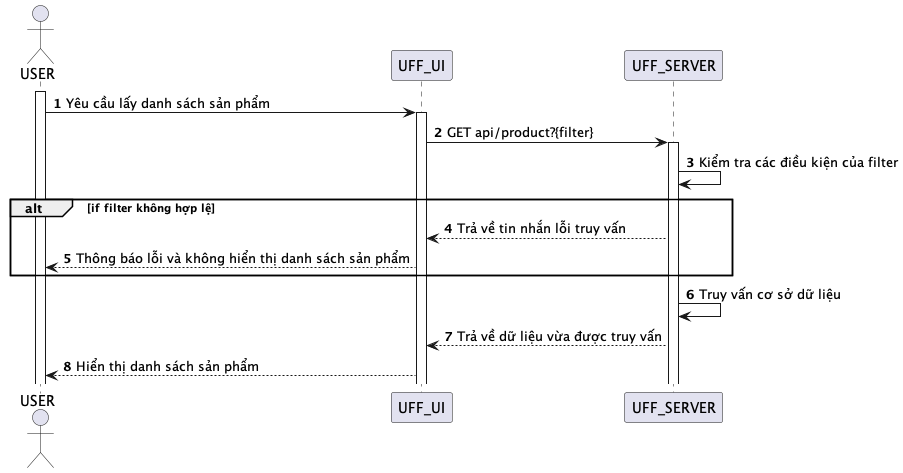 USER
UFF_UI
UFF_SERVER
1 Yêu cầu lấy danh sách sản phẩm
2 GET api/product?{filter}
3 Kiểm tra các điều kiện của filter
alt [if filter không hợp lệ]
4 Trả về tin nhắn lỗi truy vấn
5 Thông báo lỗi và không hiển thị danh sách sản phẩm
6 Truy vấn cơ sở dữ liệu
7 Trả về dữ liệu vừa được truy vấn
8 Hiển thị danh sách sản phẩm
USER
UFF_UI
UFF_SERVER